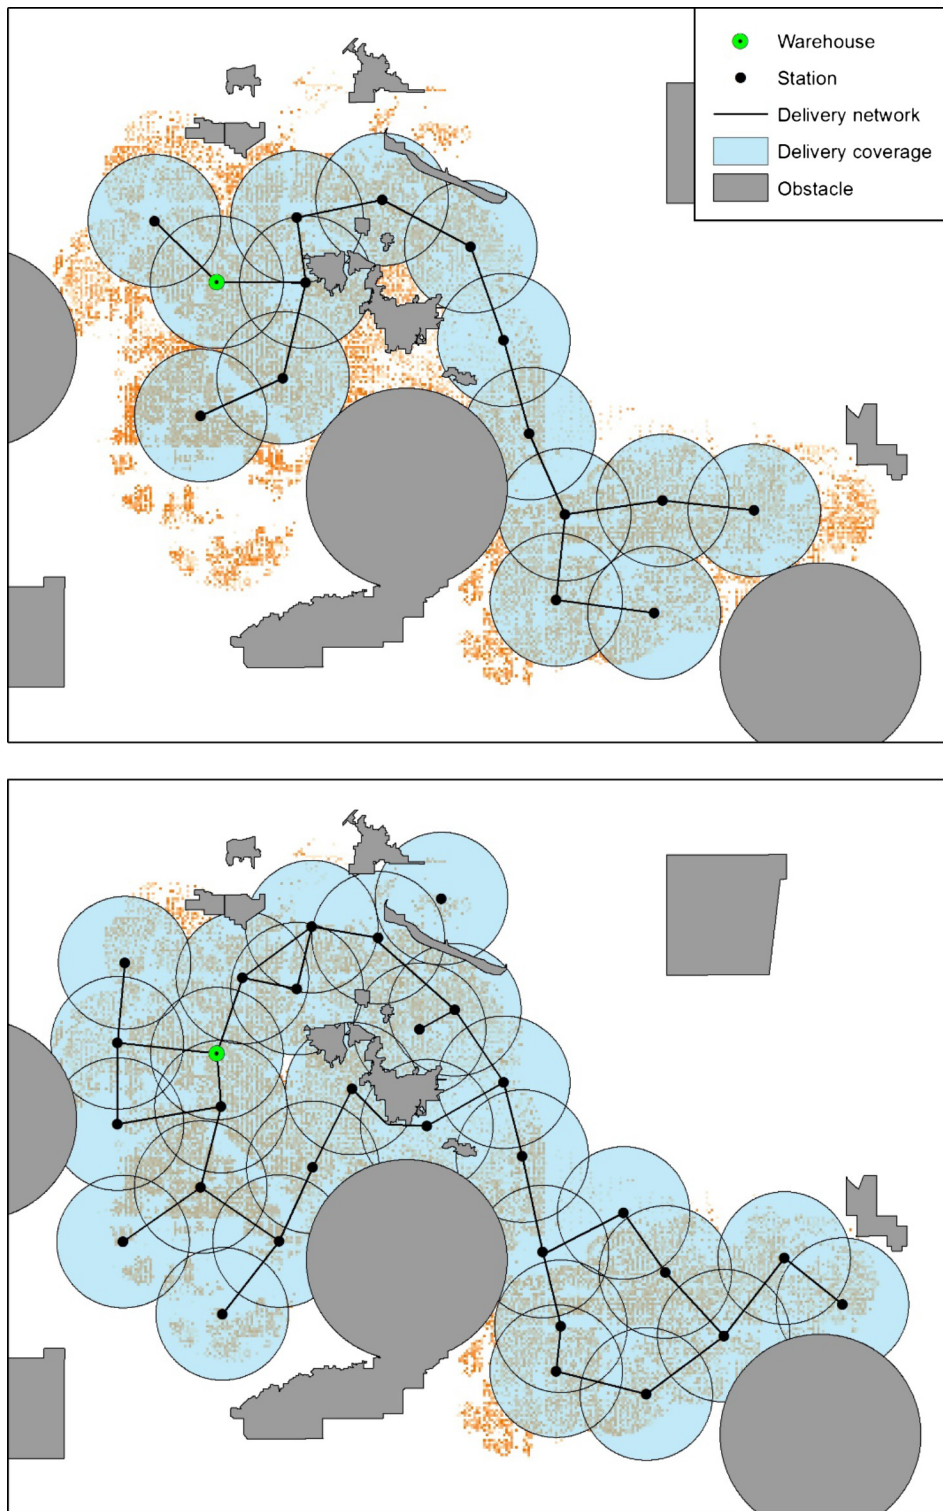 Warehouse
Station
Delivery network
Delivery coverage
Obstacle